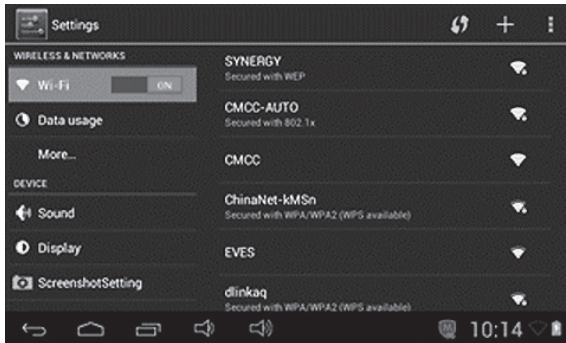 Settings
WIRELESS & NETWORKS
Wi-Fi ON
Data usage
More...
DEVICE
Sound
Display
ScreenshotSetting
SYNERGY
Secured with WEP
CMCC-AUTO
Secured with 802.1x
CMCC
ChinaNet-kMSn
Secured with WPA/WPA2 (WPS available)
EVES
dlinkaq
Secured with WPA/WPA2 (WPS available)
10:14